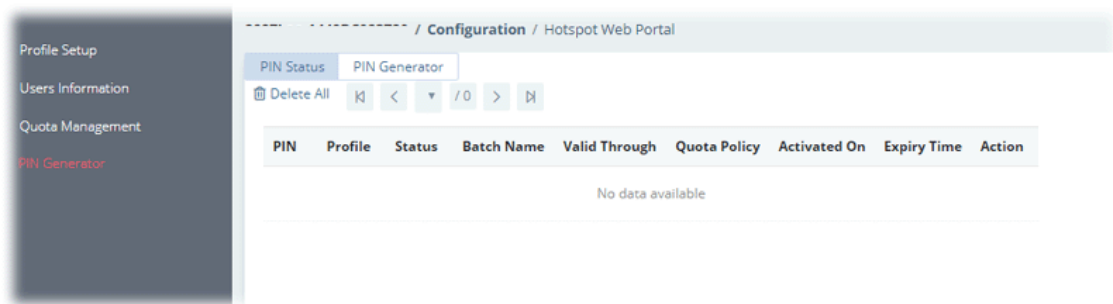 Profile Setup
Users Information
Quota Management
PIN Generator
/ Configuration / Hotspot Web Portal
PIN Status PIN Generator
Delete All / 0
PIN Profile Status Batch Name Valid Through Quota Policy Activated On Expiry Time Action
No data available